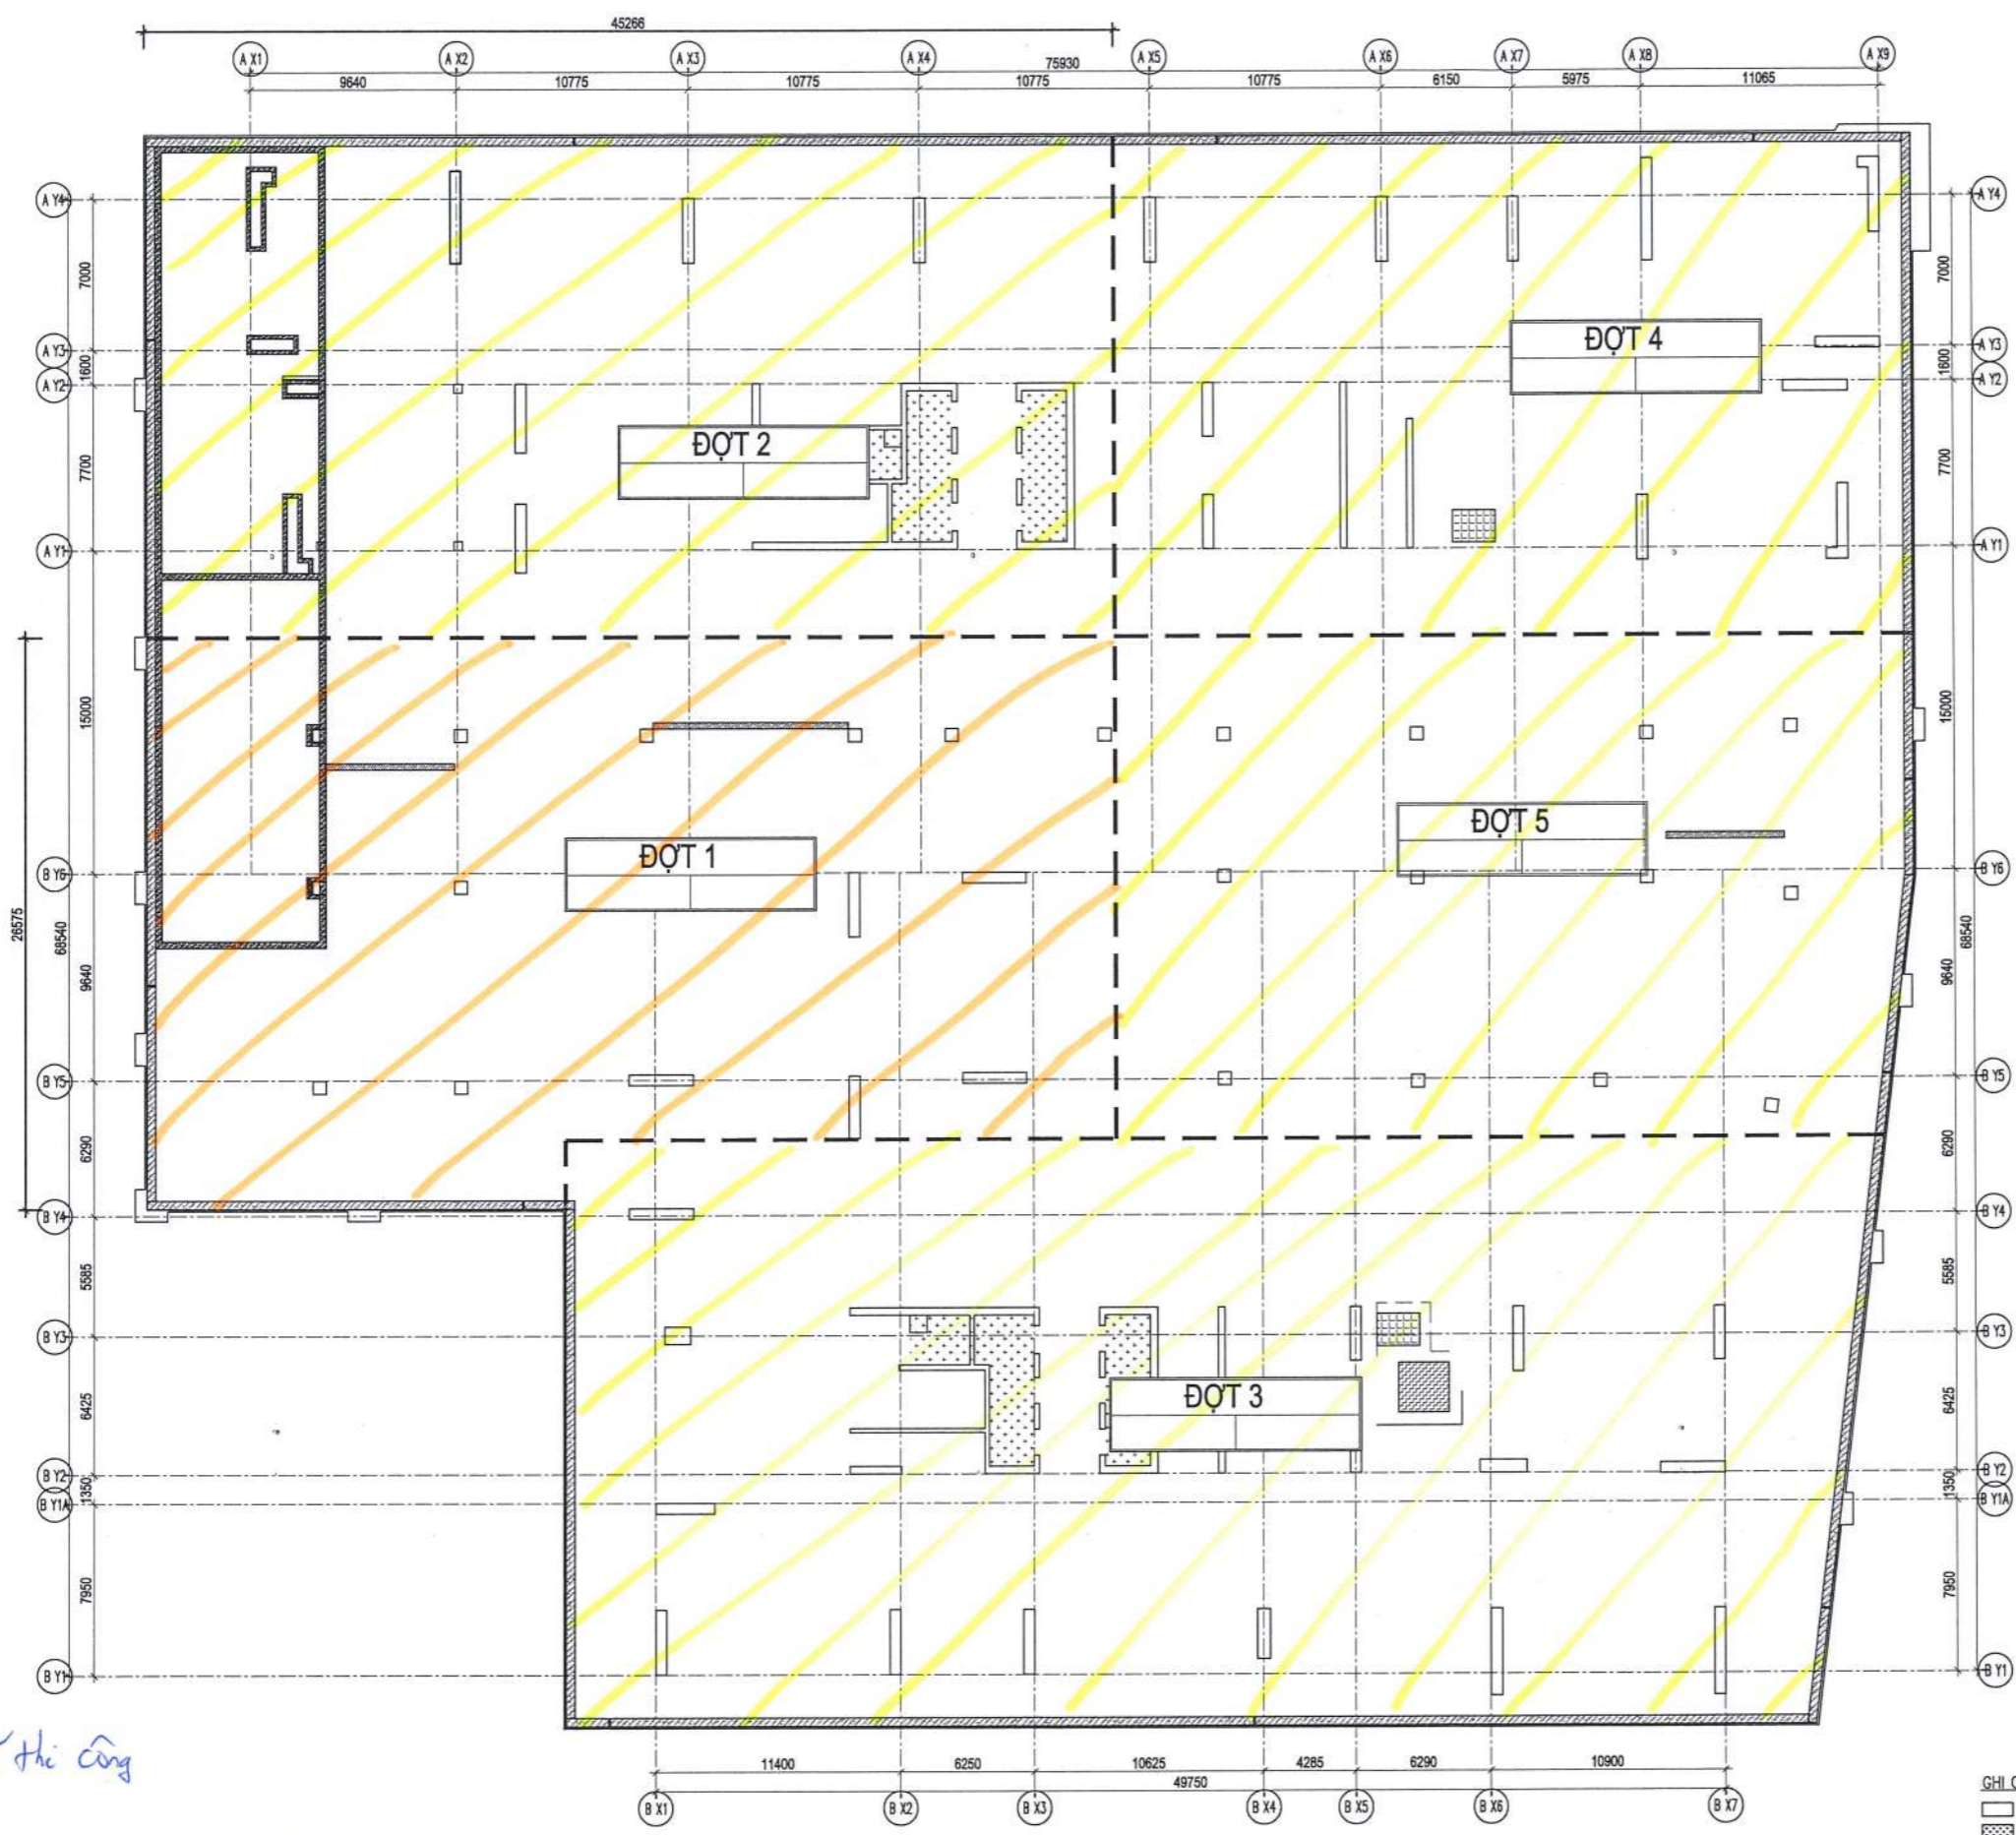 45266
A X1 A X2 A X3 A X4 75930 A X5 A X6 A X7 A X8 A X9
9640 10775 10775 10775 10775 6150 5975 11065
A Y4 A Y4
7000 7000
ĐỢT 4
A Y3 A Y3
1600 1600
A Y2 A Y2
ĐỢT 2
7700 7700
A Y1 A Y1
15000 15000
ĐỢT 5
ĐỢT 1
B Y6 B Y6
26575 68540 68540
9640 9640
B Y5 B Y5
6290 6290
B Y4 B Y4
5585 5585
B Y3 B Y3
ĐỢT 3
6425 6425
B Y2 B Y2
1350 1350
B Y1A B Y1A
7950 7950
B Y1 B Y1
thi công
11400 6250 10625 4285 6290 10900
49750
GHI
B X1 B X2 B X3 B X4 B X5 B X6 B X7